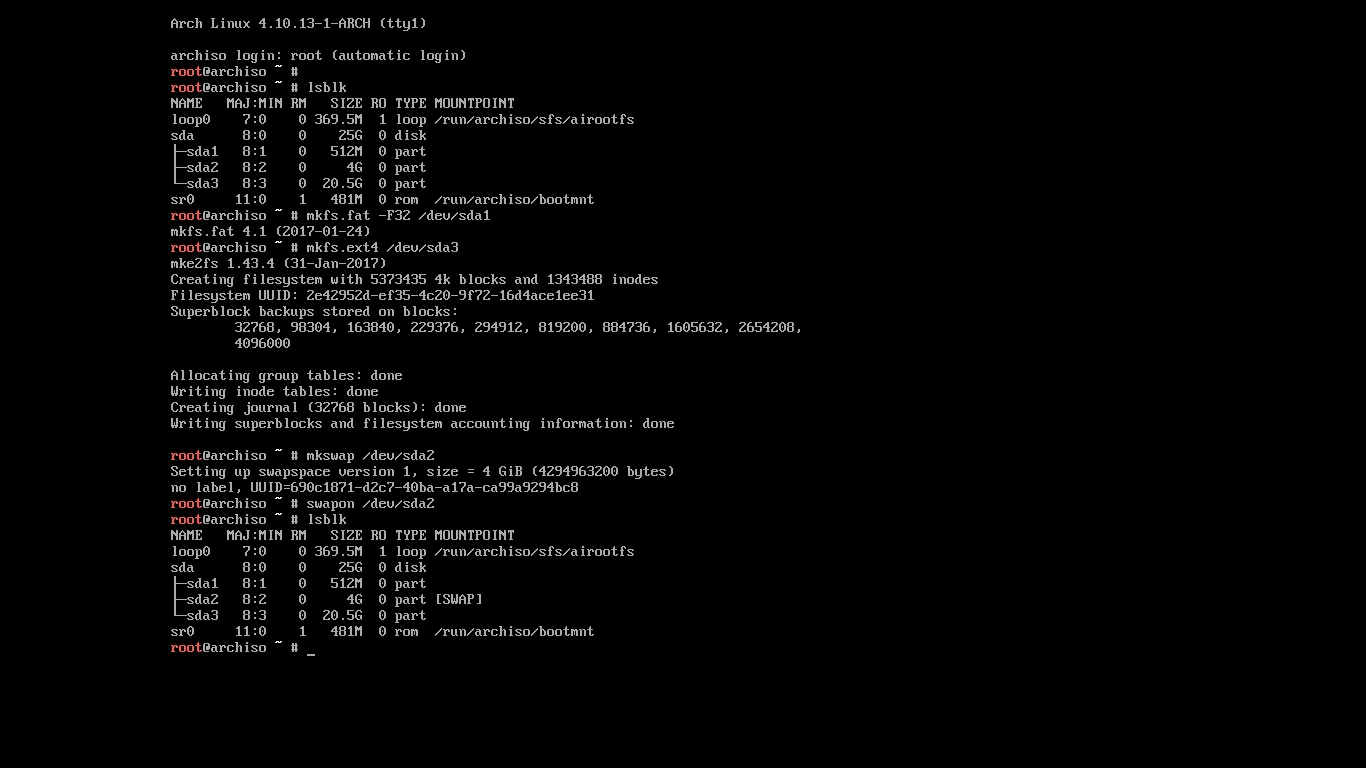 Arch Linux 4.10.13-1-ARCH (tty1)

archiso login: root (automatic login)
root@archiso ~ #
root@archiso ~ # lsblk
NAME   MAJ:MIN RM   SIZE RO TYPE MOUNTPOINT
loop0    7:0    0 369.5M  1 loop /run/archiso/sfs/airootfs
sda      8:0    0    25G  0 disk
├─sda1   8:1    0   512M  0 part
├─sda2   8:2    0     4G  0 part
└─sda3   8:3    0  20.5G  0 part
sr0     11:0    1   481M  0 rom  /run/archiso/bootmnt
root@archiso ~ # mkfs.fat -F32 /dev/sda1
mkfs.fat 4.1 (2017-01-24)
root@archiso ~ # mkfs.ext4 /dev/sda3
mke2fs 1.43.4 (31-Jan-2017)
Creating filesystem with 5373435 4k blocks and 1343488 inodes
Filesystem UUID: 2e42952d-ef35-4c20-9f72-16d4ace1ee31
Superblock backups stored on blocks:
        32768, 98304, 163840, 229376, 294912, 819200, 884736, 1605632, 2654208,
        4096000

Allocating group tables: done
Writing inode tables: done
Creating journal (32768 blocks): done
Writing superblocks and filesystem accounting information: done

root@archiso ~ # mkswap /dev/sda2
Setting up swapspace version 1, size = 4 GiB (4294963200 bytes)
no label, UUID=690c1871-d2c7-40ba-a17a-ca99a9294bc8
root@archiso ~ # swapon /dev/sda2
root@archiso ~ # lsblk
NAME   MAJ:MIN RM   SIZE RO TYPE MOUNTPOINT
loop0    7:0    0 369.5M  1 loop /run/archiso/sfs/airootfs
sda      8:0    0    25G  0 disk
├─sda1   8:1    0   512M  0 part
├─sda2   8:2    0     4G  0 part [SWAP]
└─sda3   8:3    0  20.5G  0 part
sr0     11:0    1   481M  0 rom  /run/archiso/bootmnt
root@archiso ~ # _